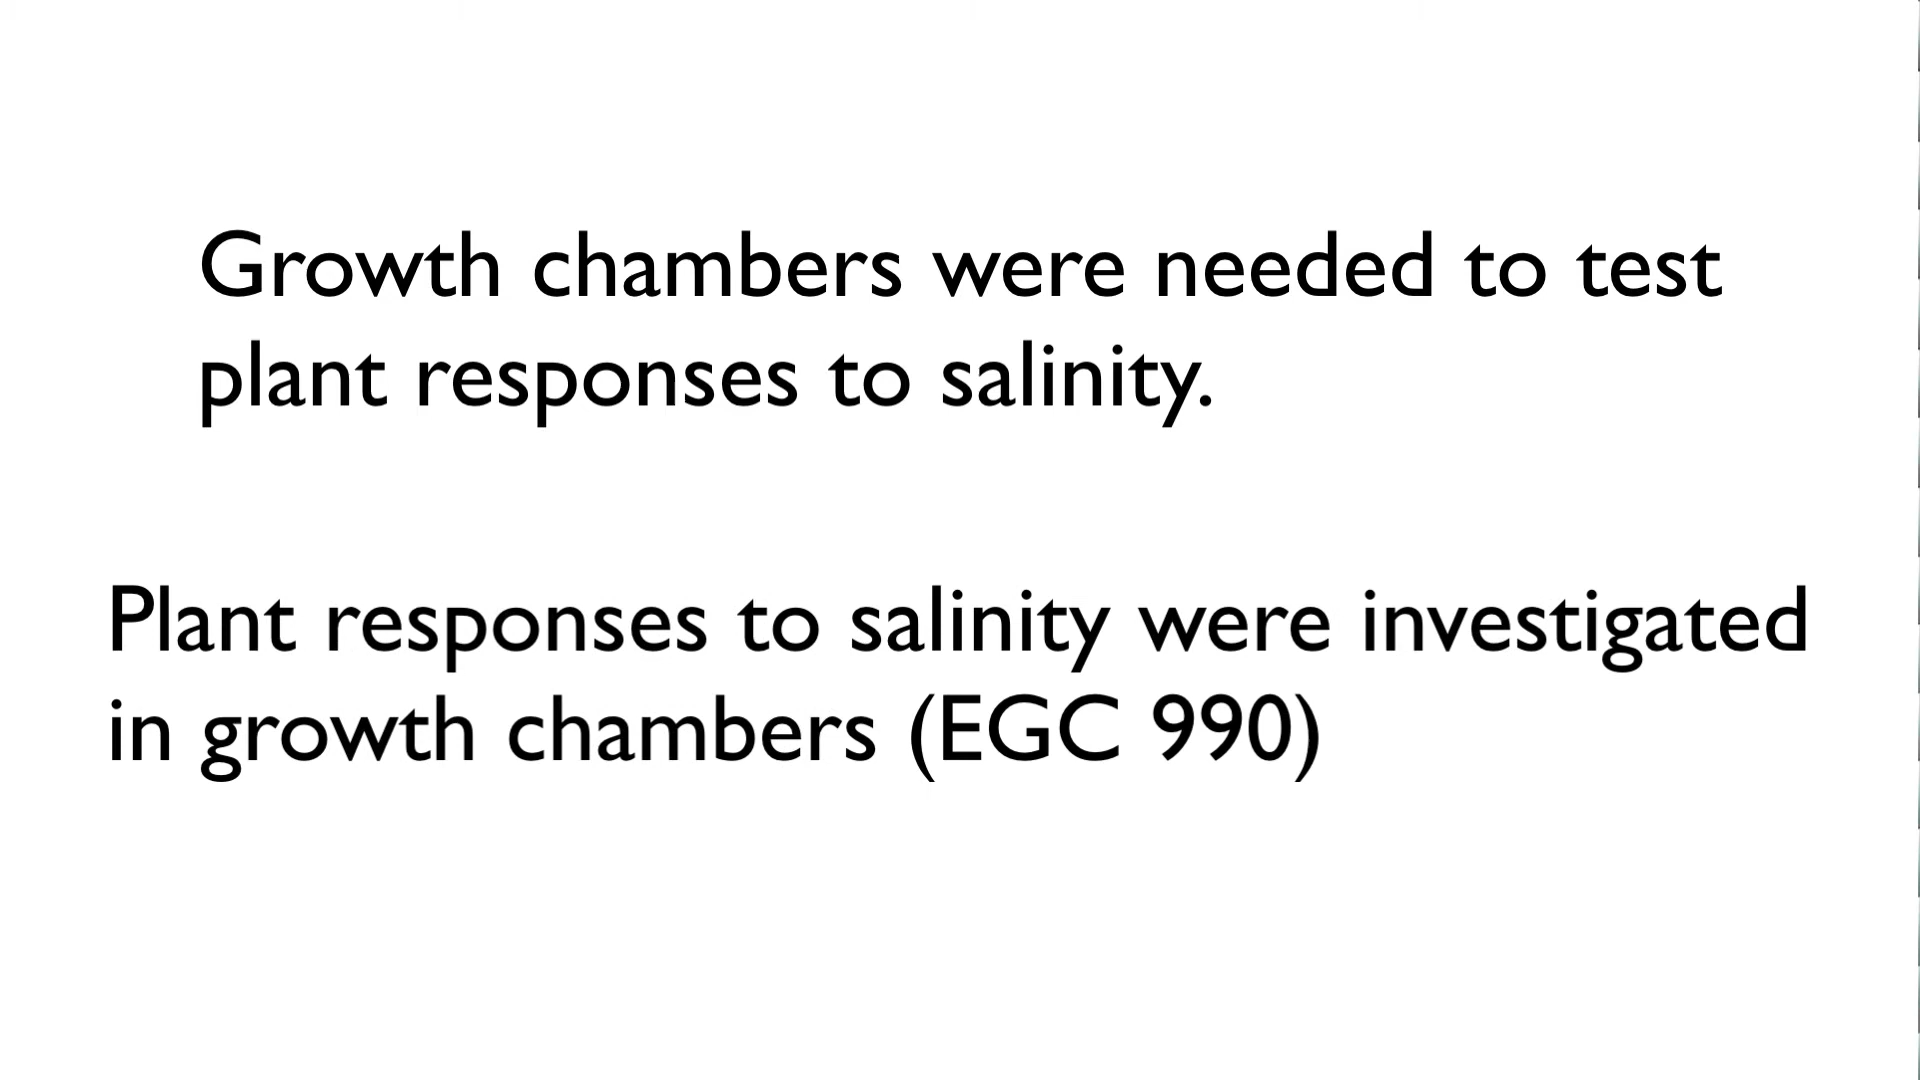 Growth chambers were needed to test
plant responses to salinity.
Plant responses to salinity were investigated
in growth chambers (EGC 990)